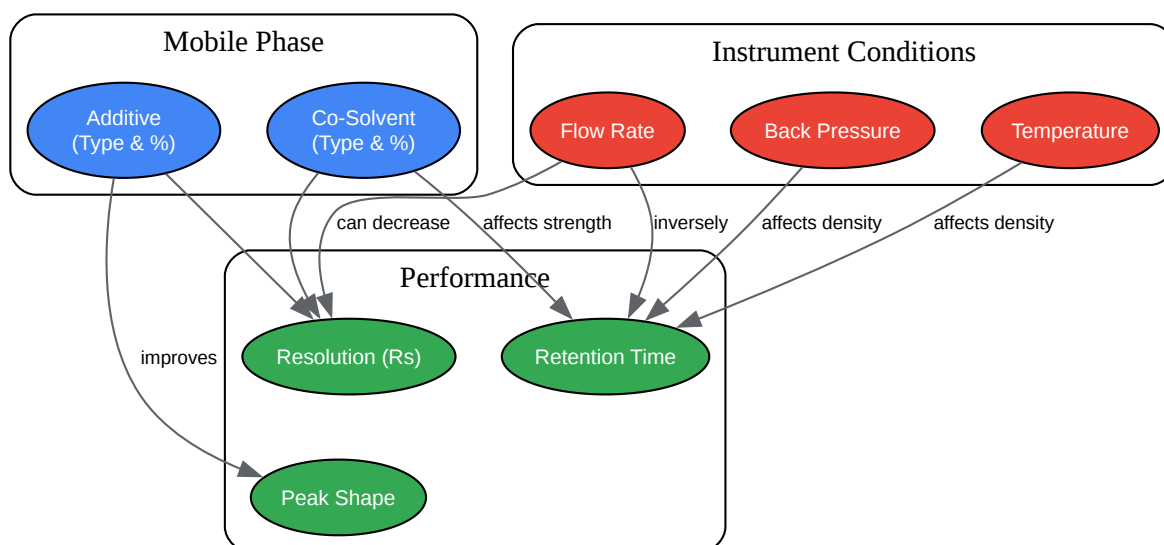 Mobile Phase
Instrument Conditions
Additive
(Type & %)
Co-Solvent
(Type & %)
Flow Rate
Back Pressure
Temperature
can decrease
affects strength
inversely
affects density
affects density
Performance
improves
Resolution (Rs)
Retention Time
Peak Shape